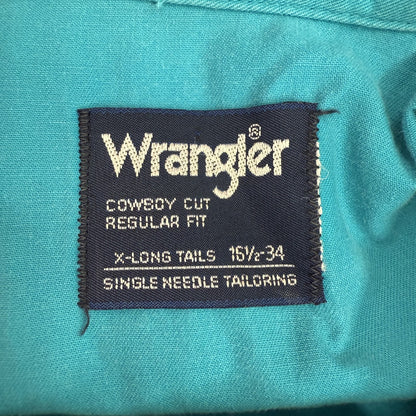 Wrangler®
COWBOY CUT
REGULAR FIT
X-LONG TAILS 16½-34
SINGLE NEEDLE TAILORING